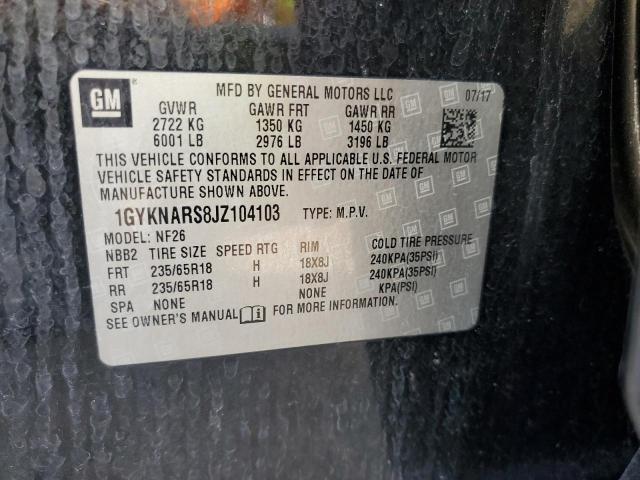 GM
MFD BY GENERAL MOTORS LLC 07/17
GVWR GAWR FRT GAWR RR
2722 KG 1350 KG 1450 KG
6001 LB 2976 LB 3196 LB
THIS VEHICLE CONFORMS TO ALL APPLICABLE U.S. FEDERAL MOTOR
VEHICLE SAFETY STANDARDS IN EFFECT ON THE DATE OF
MANUFACTURE SHOWN ABOVE.
1GYKNARS8JZ104103 TYPE: M.P.V.
MODEL: NF26
NBB2 TIRE SIZE SPEED RTG RIM COLD TIRE PRESSURE
FRT 235/65R18 H 18X8J 240KPA(35PSI)
RR 235/65R18 H 18X8J 240KPA(35PSI)
SPA NONE NONE KPA(PSI)
SEE OWNER'S MANUAL i FOR MORE INFORMATION.